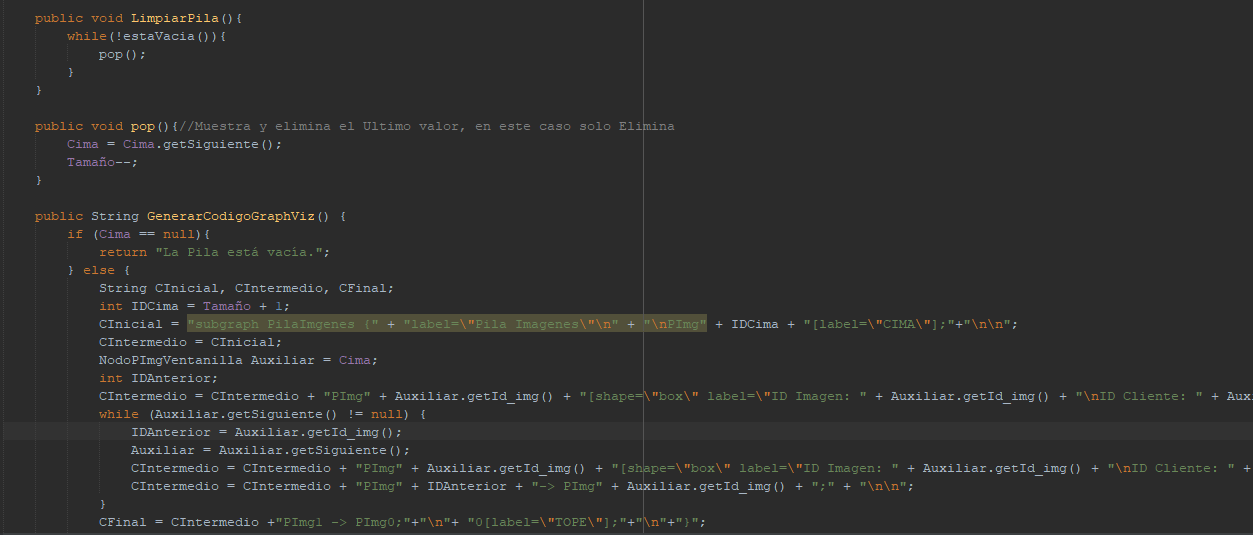 public void LimpiarPila(){
while(!estaVacia()){
pop();
}
}
public void pop(){//Muestra y elimina el Ultimo valor, en este caso solo Elimina
Cima = Cima.getSiguiente();
Tamaño--;
}
public String GenerarCodigoGraphViz() {
if (Cima == null){
return "La Pila está vacía.";
} else {
String CInicial, CIntermedio, CFinal;
int IDCima = Tamaño + 1;
CInicial = "subgraph PilaImgenes {" + "label=\"Pila Imagenes\"\n" + "\nPImg" + IDCima + "[label=\"CIMA\"];"+"\n\n";
CIntermedio = CInicial;
NodoPImgVentanilla Auxiliar = Cima;
int IDAnterior;
CIntermedio = CIntermedio + "PImg" + Auxiliar.getId_img() + "[shape=\"box\" label=\"ID Imagen: " + Auxiliar.getId_img() + "\nID Cliente: " + Aux
while (Auxiliar.getSiguiente() != null) {
IDAnterior = Auxiliar.getId_img();
Auxiliar = Auxiliar.getSiguiente();
CIntermedio = CIntermedio + "PImg" + Auxiliar.getId_img() + "[shape=\"box\" label=\"ID Imagen: " + Auxiliar.getId_img() + "\nID Cliente: " +
CIntermedio = CIntermedio + "PImg" + IDAnterior + "-> PImg" + Auxiliar.getId_img() + ";" + "\n\n";
}
CFinal = CIntermedio +"PImg1 -> PImg0;"+"\n"+ "0[label=\"TOPE\"];"+"\n"+"}";